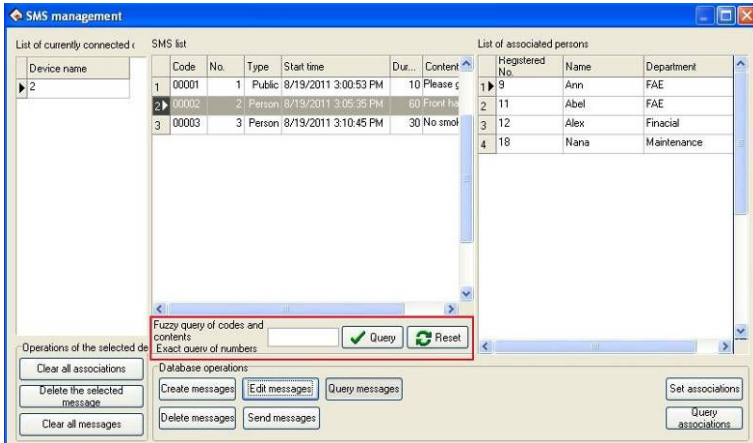 SMS management
List of currently connected
Device name
2
SMS list
Code No. Type Start time Dur... Content
1 00001 1 Public 8/19/2011 3:00:53 PM 10 Please
2 00002 2 Person 8/19/2011 3:05:35 PM 60 Front
3 00003 3 Person 8/19/2011 3:10:45 PM 30 No
List of associated persons
Registered No. Name Department
1 9 Ann FAE
2 11 Abel FAE
3 12 Alex Finacial
4 18 Nana Maintenance
Fuzzy query of codes and
contents
Exact query of numbers
Query
Reset
Operations of the selected
Clear all associations
Delete the selected
message
Clear all messages
Database operations
Create messages Edit messages Query messages
Delete messages Send messages
Set associations
Query
associations